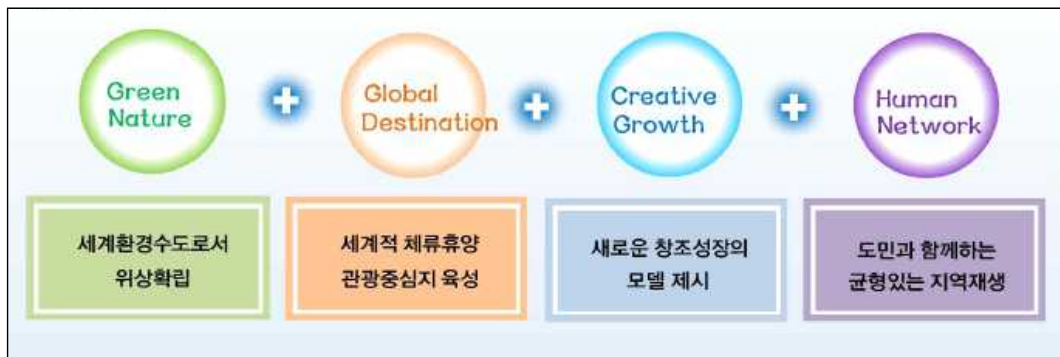 Green
Nature
Global
Destination
Creative
Growth
Human
Network
세계환경수도로서
위상확립
세계적 체류휴양
관광중심지 육성
새로운 창조성장의
모델 제시
도민과 함께하는
균형있는 지역재생